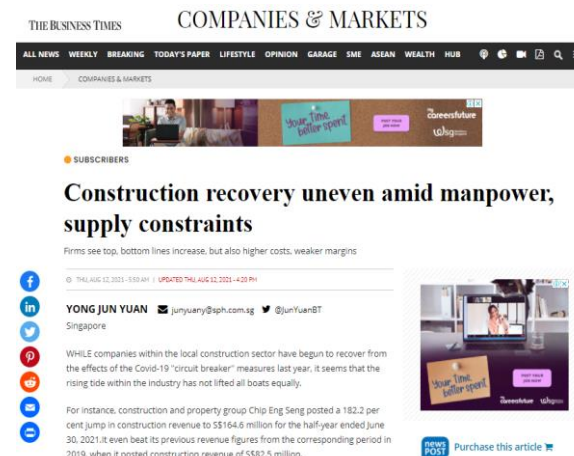 THE BUSINESS TIMES
COMPANIES & MARKETS
ALL NEWS WEEKLY BREAKING TODAY'S PAPER LIFESTYLE OPINION GARAGE SME ASEAN WEALTH HUB
HOME COMPANIES & MARKETS
Your Time better spent
my careersfuture
wsg
SUBSCRIBERS
Construction recovery uneven amid manpower,
supply constraints
Firms see top, bottom lines increase, but also higher costs, weaker margins
THU, AUG 12, 2021 - 5:50 AM | UPDATED THU, AUG 12, 2021 - 4:20 PM
YONG JUN YUAN junyuany@sph.com.sg @JunYuanBT
Singapore
WHILE companies within the local construction sector have begun to recover from
the effects of the Covid-19 "circuit breaker" measures last year, it seems that the
rising tide within the industry has not lifted all boats equally.
For instance, construction and property group Chip Eng Seng posted a 182.2 per
cent jump in construction revenue to S$164.6 million for the half-year ended June
30, 2021.It even beat its previous revenue figures from the corresponding period in
2019, when it posted construction revenue of S$82.5 million.
Your Time better spent
careersfuture wsg
news POST Purchase this article